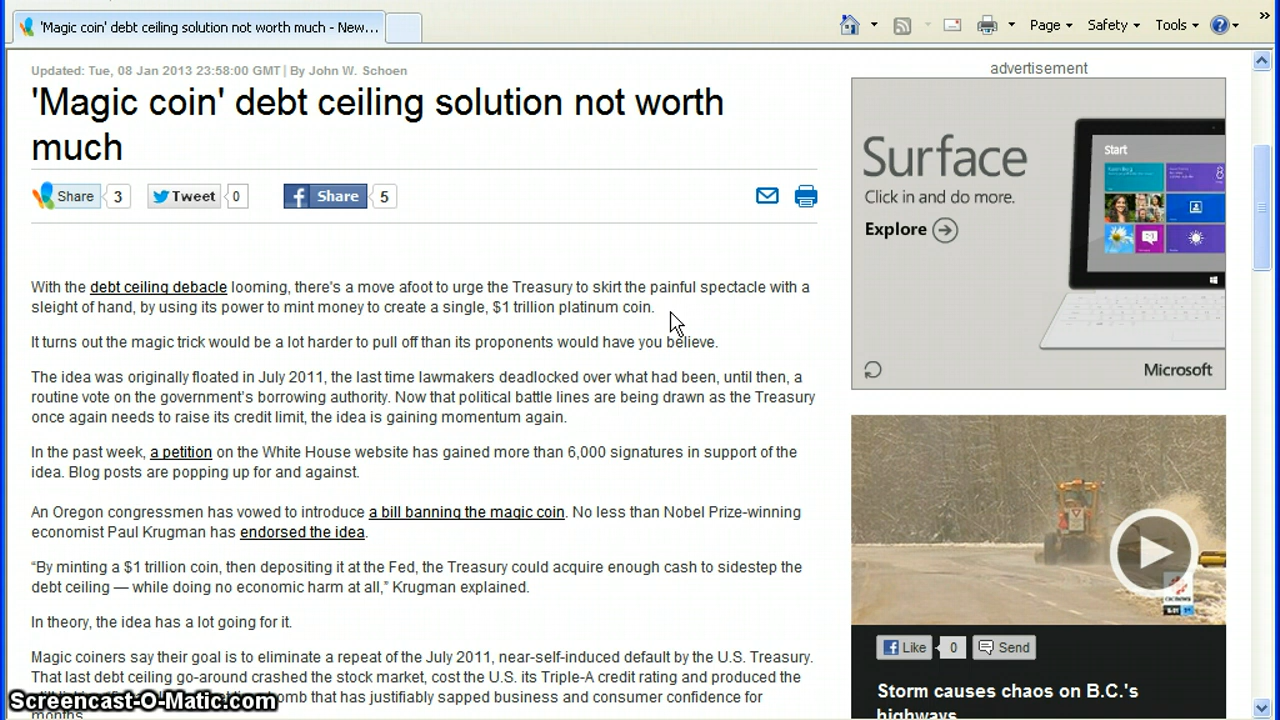 'Magic coin' debt ceiling solution not worth much - New...
Page
Safety
Tools
Updated: Tue, 08 Jan 2013 23:58:00 GMT | By John W. Schoen
'Magic coin' debt ceiling solution not worth
much
Share 3
Tweet 0
Share 5
With the debt ceiling debacle looming, there's a move afoot to urge the Treasury to skirt the painful spectacle with a
sleight of hand, by using its power to mint money to create a single, $1 trillion platinum coin.
It turns out the magic trick would be a lot harder to pull off than its proponents would have you believe.
The idea was originally floated in July 2011, the last time lawmakers deadlocked over what had been, until then, a
routine vote on the government's borrowing authority. Now that political battle lines are being drawn as the Treasury
once again needs to raise its credit limit, the idea is gaining momentum again.
In the past week, a petition on the White House website has gained more than 6,000 signatures in support of the
idea. Blog posts are popping up for and against.
An Oregon congressmen has vowed to introduce a bill banning the magic coin. No less than Nobel Prize-winning
economist Paul Krugman has endorsed the idea.
“By minting a $1 trillion coin, then depositing it at the Fed, the Treasury could acquire enough cash to sidestep the
debt ceiling — while doing no economic harm at all,” Krugman explained.
In theory, the idea has a lot going for it.
Magic coiners say their goal is to eliminate a repeat of the July 2011, near-self-induced default by the U.S. Treasury.
That last debt ceiling go-around crashed the stock market, cost the U.S. its Triple-A credit rating and produced the
that has justifiably sapped business and consumer confidence for
months.
Screencast-O-Matic.com
advertisement
Surface
Click in and do more.
Explore
Start
8
Microsoft
Like 0 Send
Storm causes chaos on B.C.'s
highways